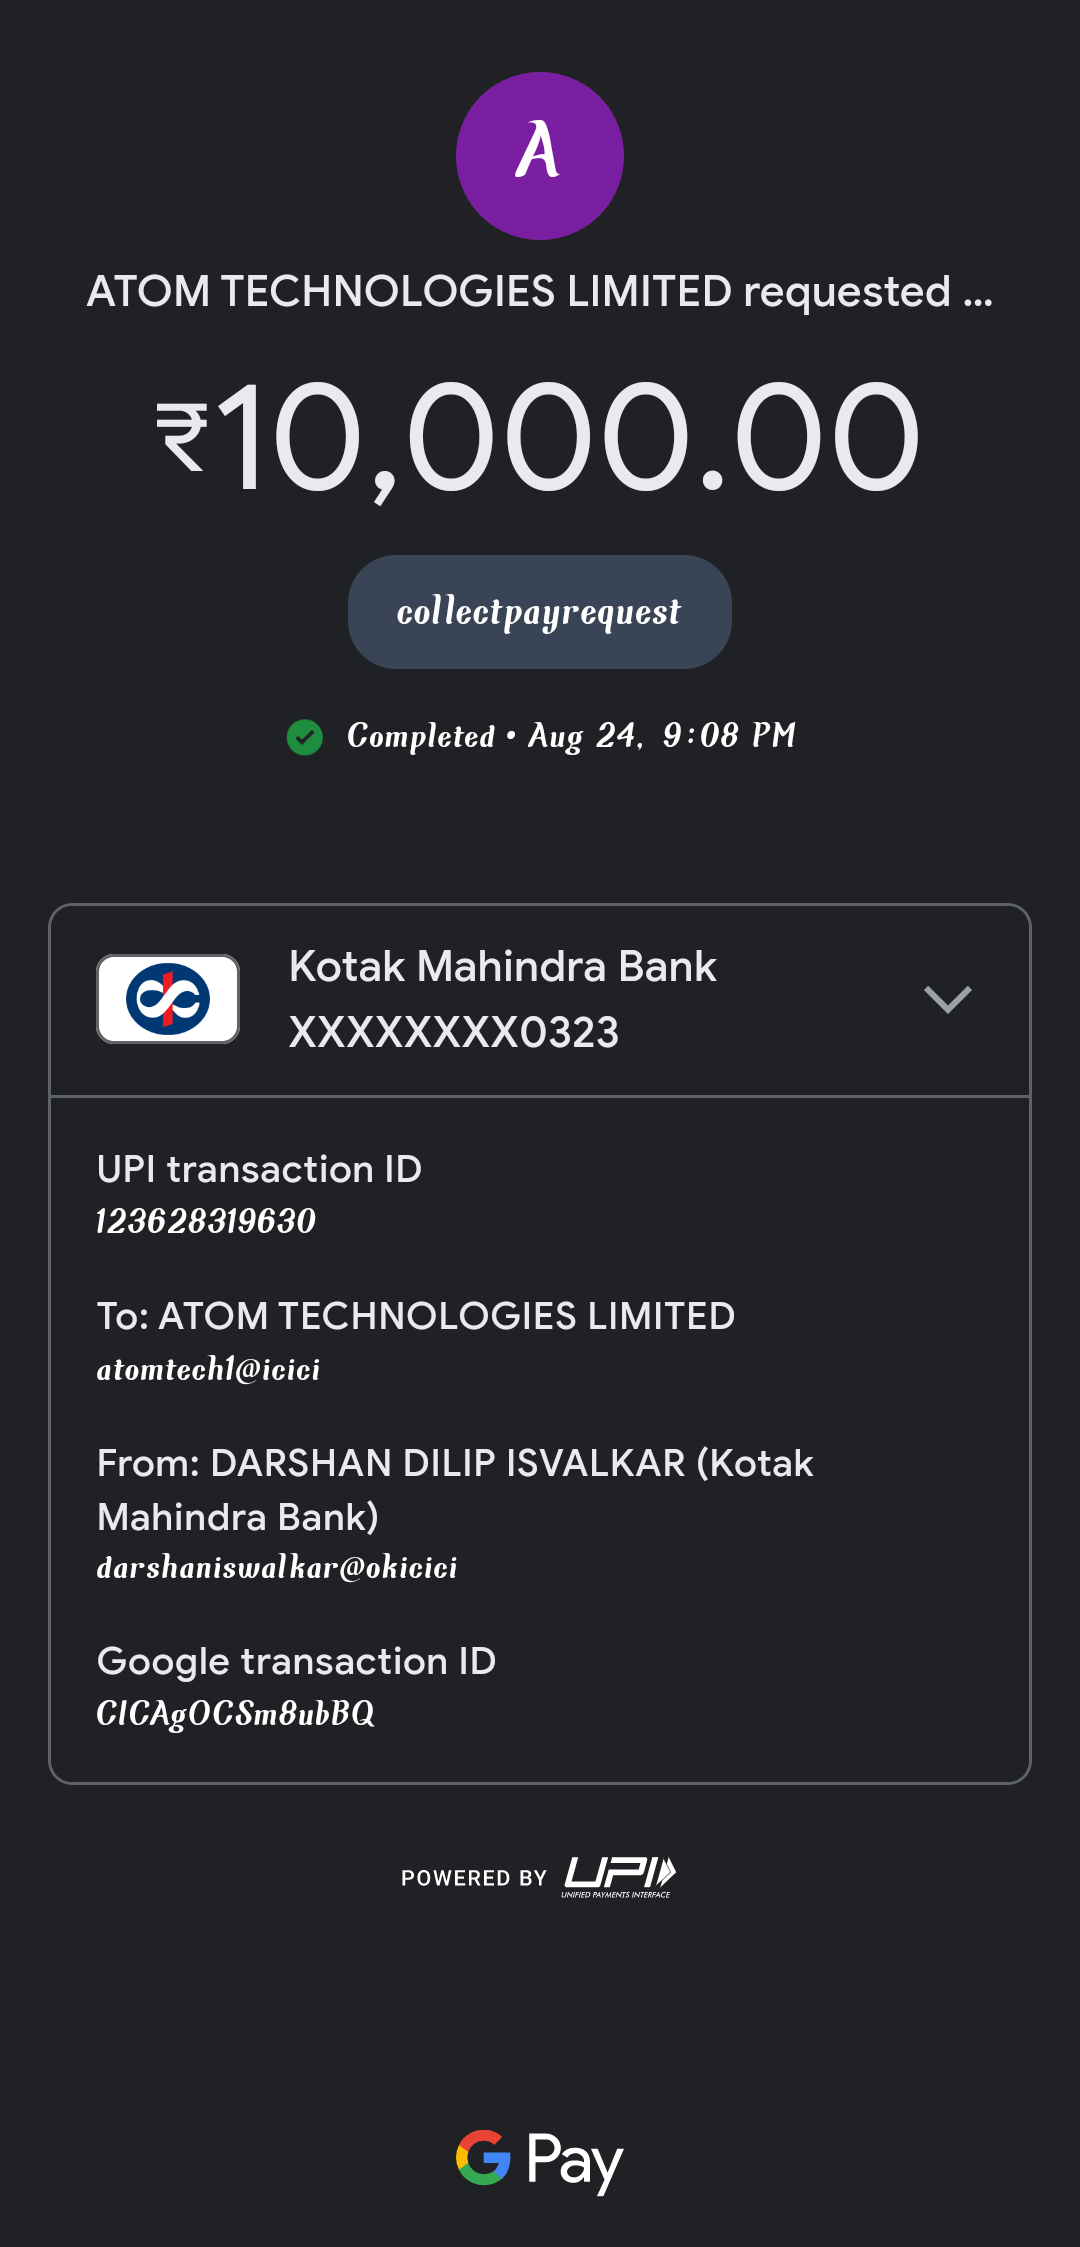 A
ATOM TECHNOLOGIES LIMITED requested ...
₹10,000.00
collectpayrequest
Completed • Aug 24, 9:08 PM
Kotak Mahindra Bank
XXXXXXXX0323
UPI transaction ID
123628319630
To: ATOM TECHNOLOGIES LIMITED
atomtech1@icici
From: DARSHAN DILIP ISVALKAR (Kotak
Mahindra Bank)
darshaniswalkar@okicici
Google transaction ID
CICAgOCSm8ubBQ
POWERED BY UPI
UNIFIED PAYMENTS INTERFACE
G Pay